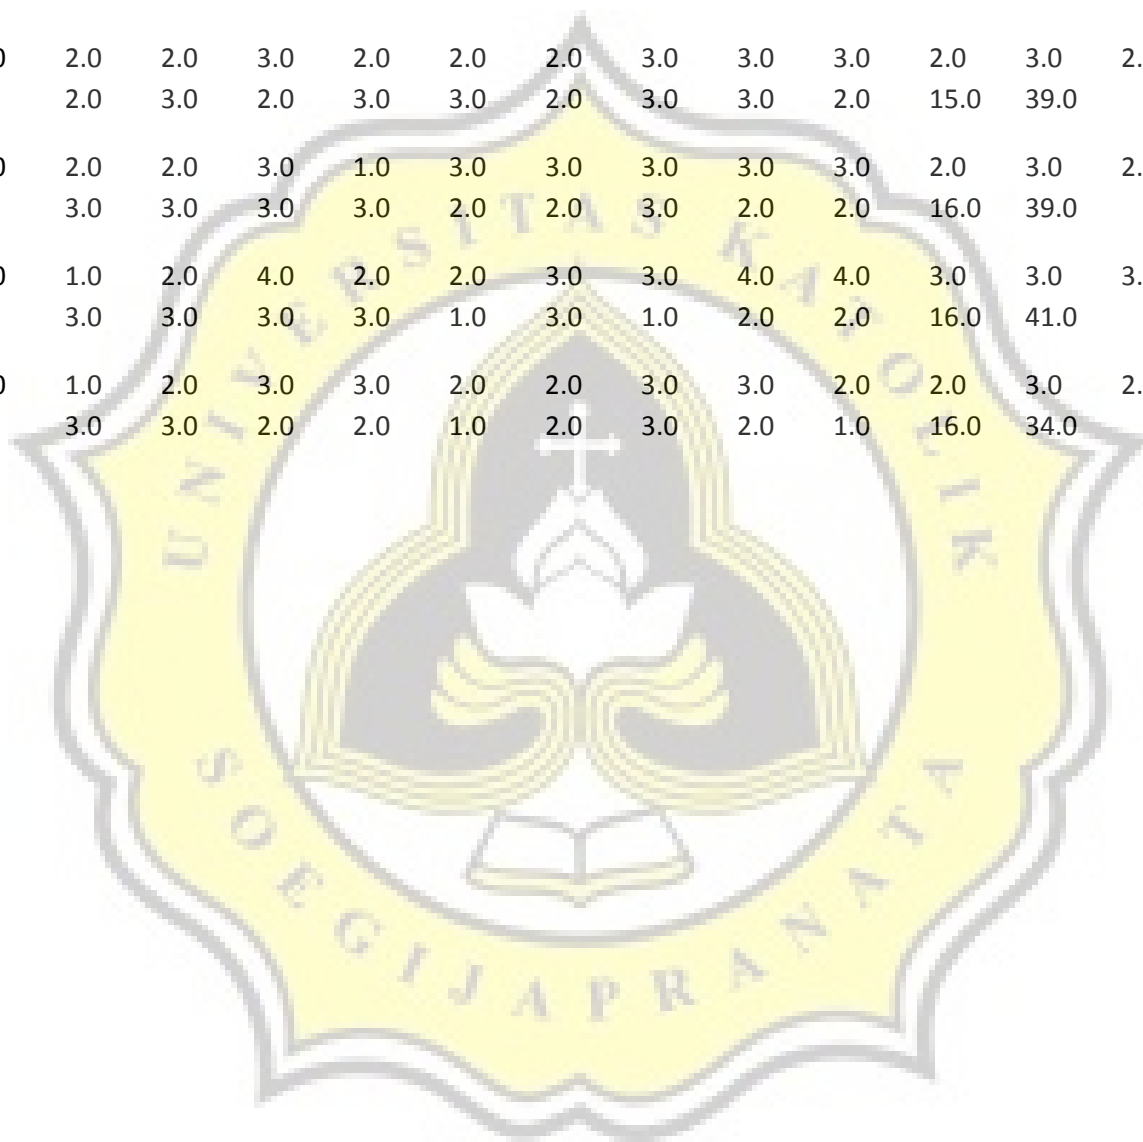 0 2.0 2.0 3.0 2.0 2.0 2.0 3.0 3.0 3.0 2.0 3.0 2.
2.0 3.0 2.0 3.0 3.0 2.0 3.0 3.0 2.0 15.0 39.0
0 2.0 2.0 3.0 1.0 3.0 3.0 3.0 3.0 3.0 2.0 3.0 2.
3.0 3.0 3.0 3.0 2.0 2.0 3.0 2.0 2.0 16.0 39.0
0 1.0 2.0 4.0 2.0 2.0 3.0 3.0 4.0 4.0 3.0 3.0 3.
3.0 3.0 3.0 3.0 1.0 3.0 1.0 2.0 2.0 16.0 41.0
0 1.0 2.0 3.0 3.0 2.0 2.0 3.0 3.0 2.0 2.0 3.0 2.
3.0 3.0 2.0 2.0 1.0 2.0 3.0 2.0 1.0 16.0 34.0
UNIVERSITAS KATOLIK
SOEGIJAPRANATA